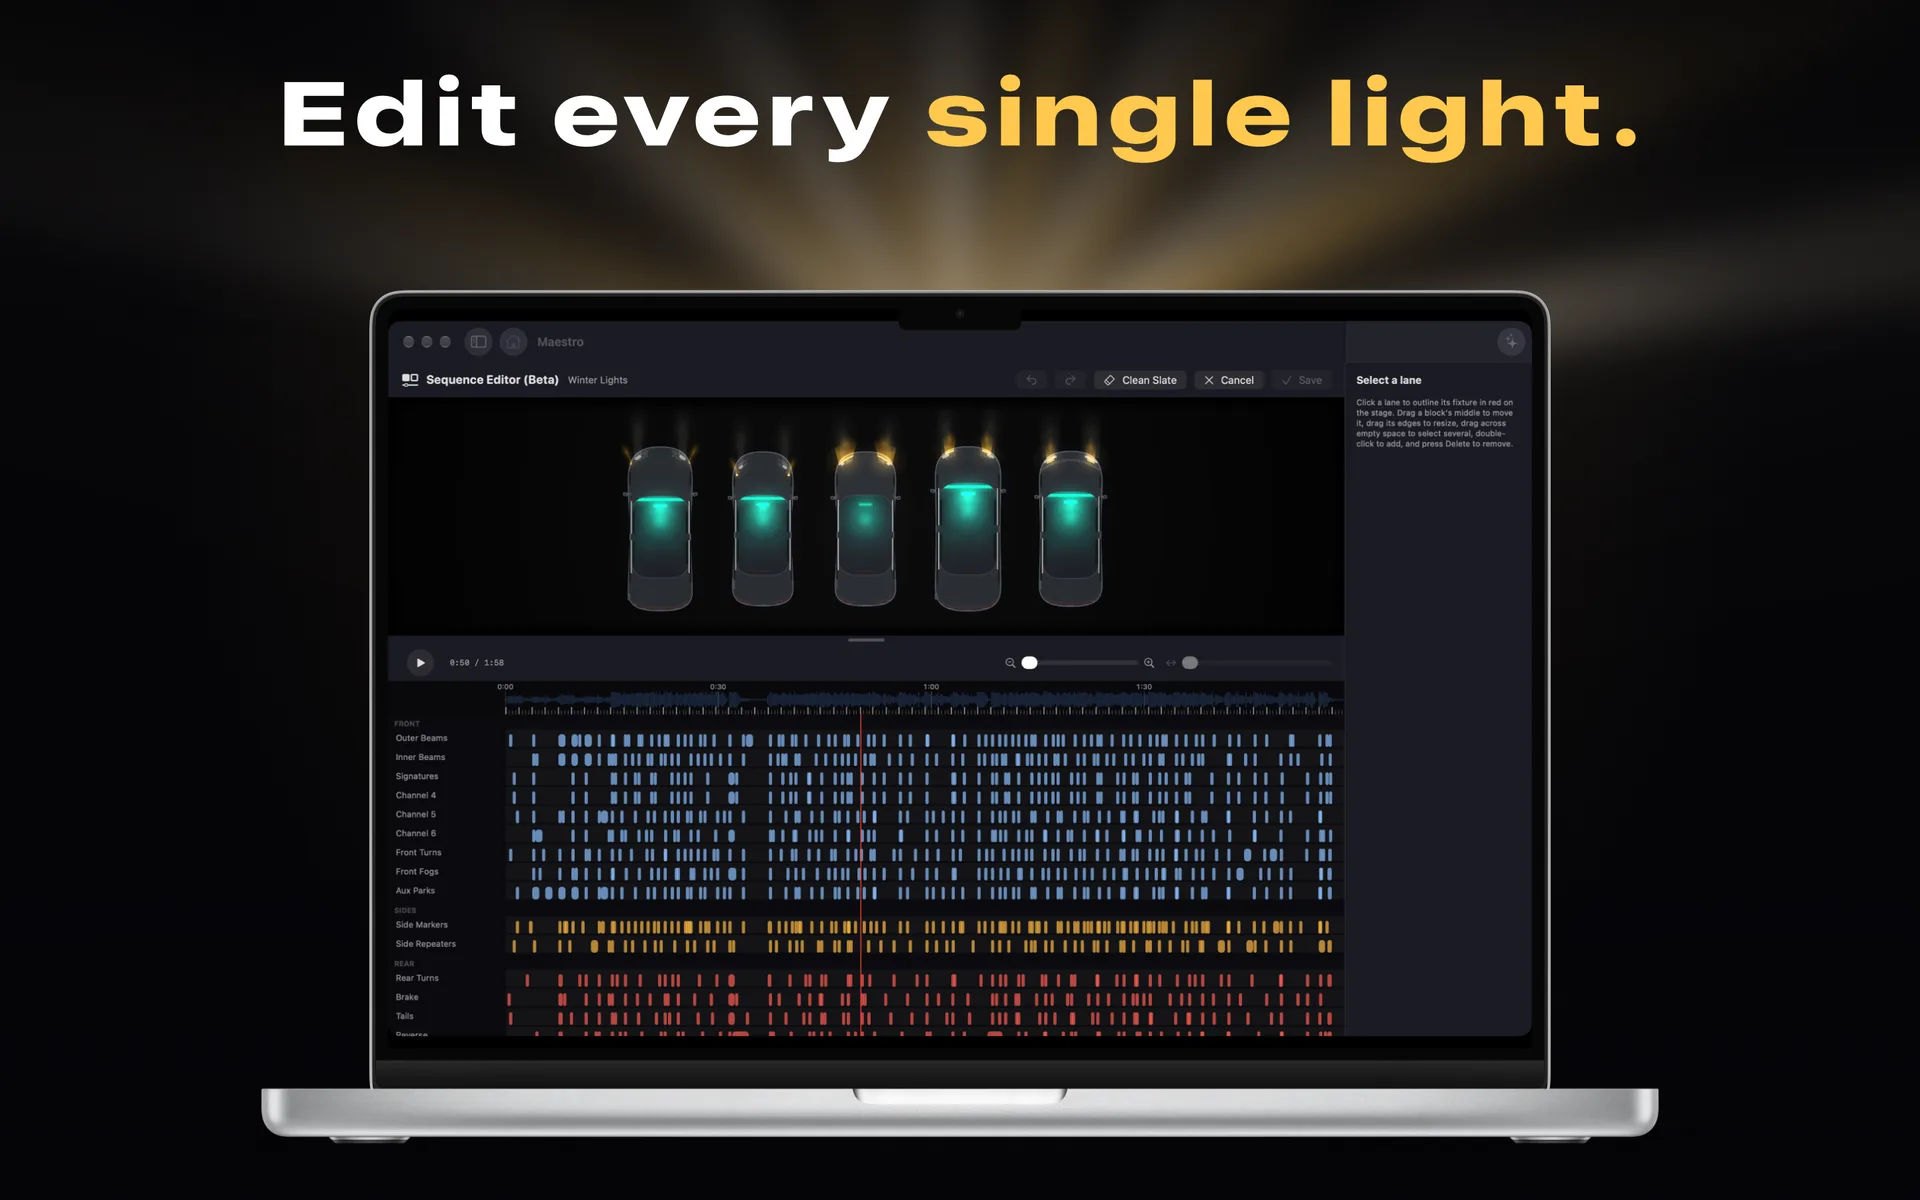 Edit every single light.
Maestro
Sequence Editor (Beta) Winter Lights
Clean Slate
Cancel
Save
Select a lane
Click a lane to outline its fixture in red on
the stage. Drag a block's middle to move
it, drag its edges to resize, drag across
empty space to select several, double-
click to add, and press Delete to remove.
0:50 / 1:58
0:00 0:30 1:00 1:30
FRONT
Outer Beams
Inner Beams
Signatures
Channel 4
Channel 5
Channel 6
Front Turns
Front Fogs
Aux Parks
SIDES
Side Markers
Side Repeaters
REAR
Rear Turns
Brake
Tails
Reverse